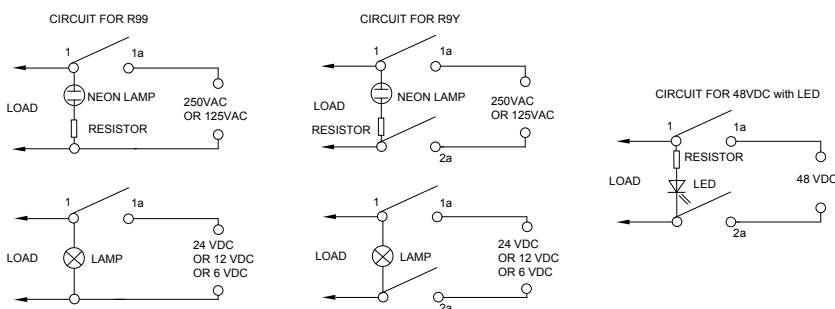 CIRCUIT FOR R99
1
1a
LOAD
NEON LAMP
RESISTOR
250VAC
OR 125VAC
1
1a
LOAD
LAMP
24 VDC
OR 12 VDC
OR 6 VDC
CIRCUIT FOR R9Y
1
1a
LOAD
NEON LAMP
RESISTOR
250VAC
OR 125VAC
2a
1
1a
LOAD
LAMP
24 VDC
OR 12 VDC
OR 6 VDC
2a
CIRCUIT FOR 48VDC with LED
1
1a
RESISTOR
LOAD
LED
48 VDC
2a